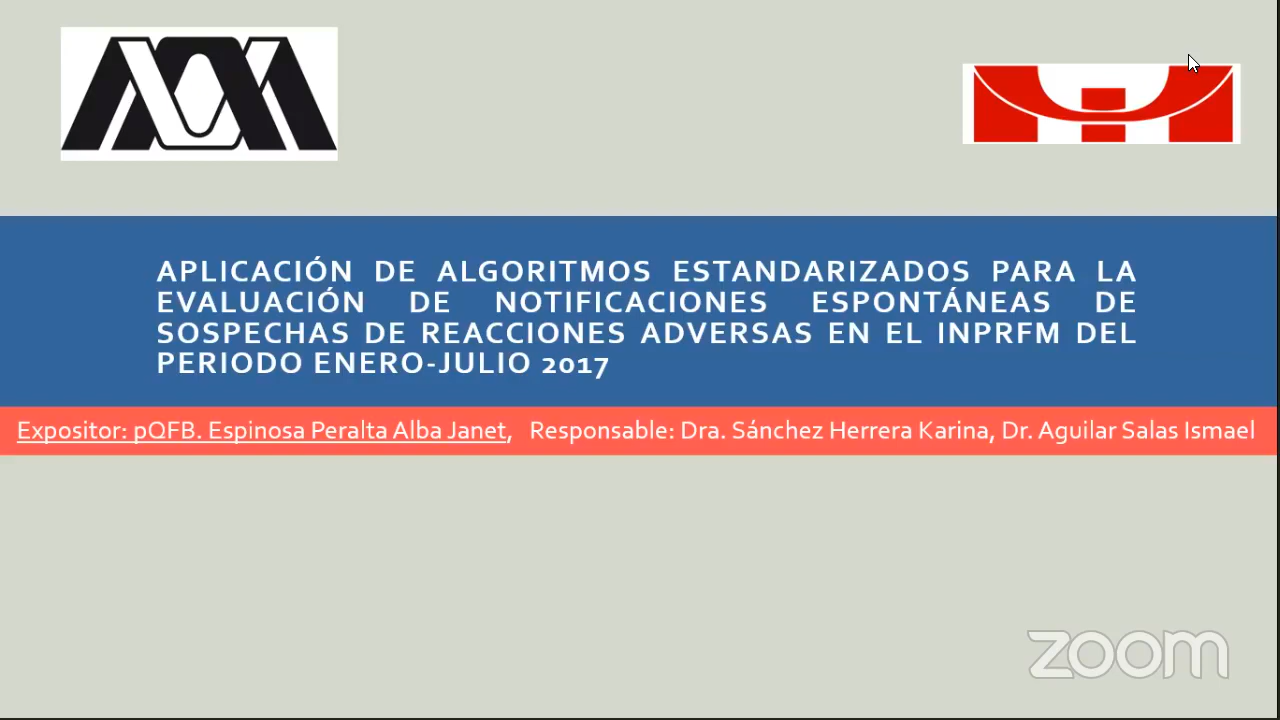 APLICACIÓN DE ALGORITMOS ESTANDARIZADOS PARA LA
EVALUACIÓN DE NOTIFICACIONES ESPONTÁNEAS DE
SOSPECHAS DE REACCIONES ADVERSAS EN EL INPRFM DEL
PERIODO ENERO-JULIO 2017
Expositor: pQFB. Espinosa Peralta Alba Janet, Responsable: Dra. Sánchez Herrera Karina, Dr. Aguilar Salas Ismael
zoom